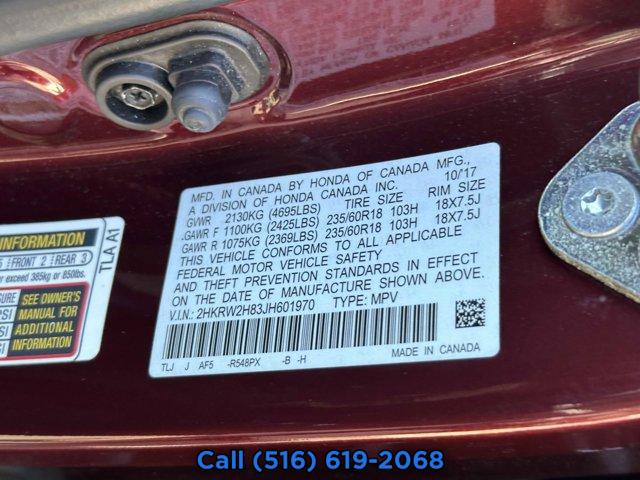 MFD. IN CANADA BY HONDA OF CANADA MFG.,
A DIVISION OF HONDA CANADA INC. 10/17
GVWR 2130KG (4695LBS) TIRE SIZE RIM SIZE
GAWR F 1100KG (2425LBS) 235/60R18 103H 18X7.5J
GAWR R 1075KG (2369LBS) 235/60R18 103H 18X7.5J
THIS VEHICLE CONFORMS TO ALL APPLICABLE
FEDERAL MOTOR VEHICLE SAFETY
AND THEFT PREVENTION STANDARDS IN EFFECT
ON THE DATE OF MANUFACTURE SHOWN ABOVE.
V.I.N.: 2HKRW2H83JH601970 TYPE: MPV
TLJ J AF5 -R548PX -B -H MADE IN CANADA
INFORMATION
FRONT 2 REAR 3
exceed 385kg or 850lbs.
SEE OWNER'S
MANUAL FOR
ADDITIONAL
INFORMATION
TLA A1
Call (516) 619-2068